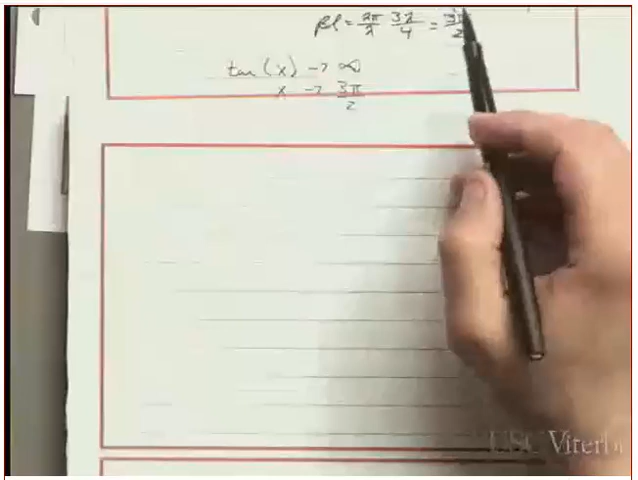 βl = 2π/λ 3λ/4 = 3π/2
tan(x) → ∞
x → 3π/2
USC Viterbi